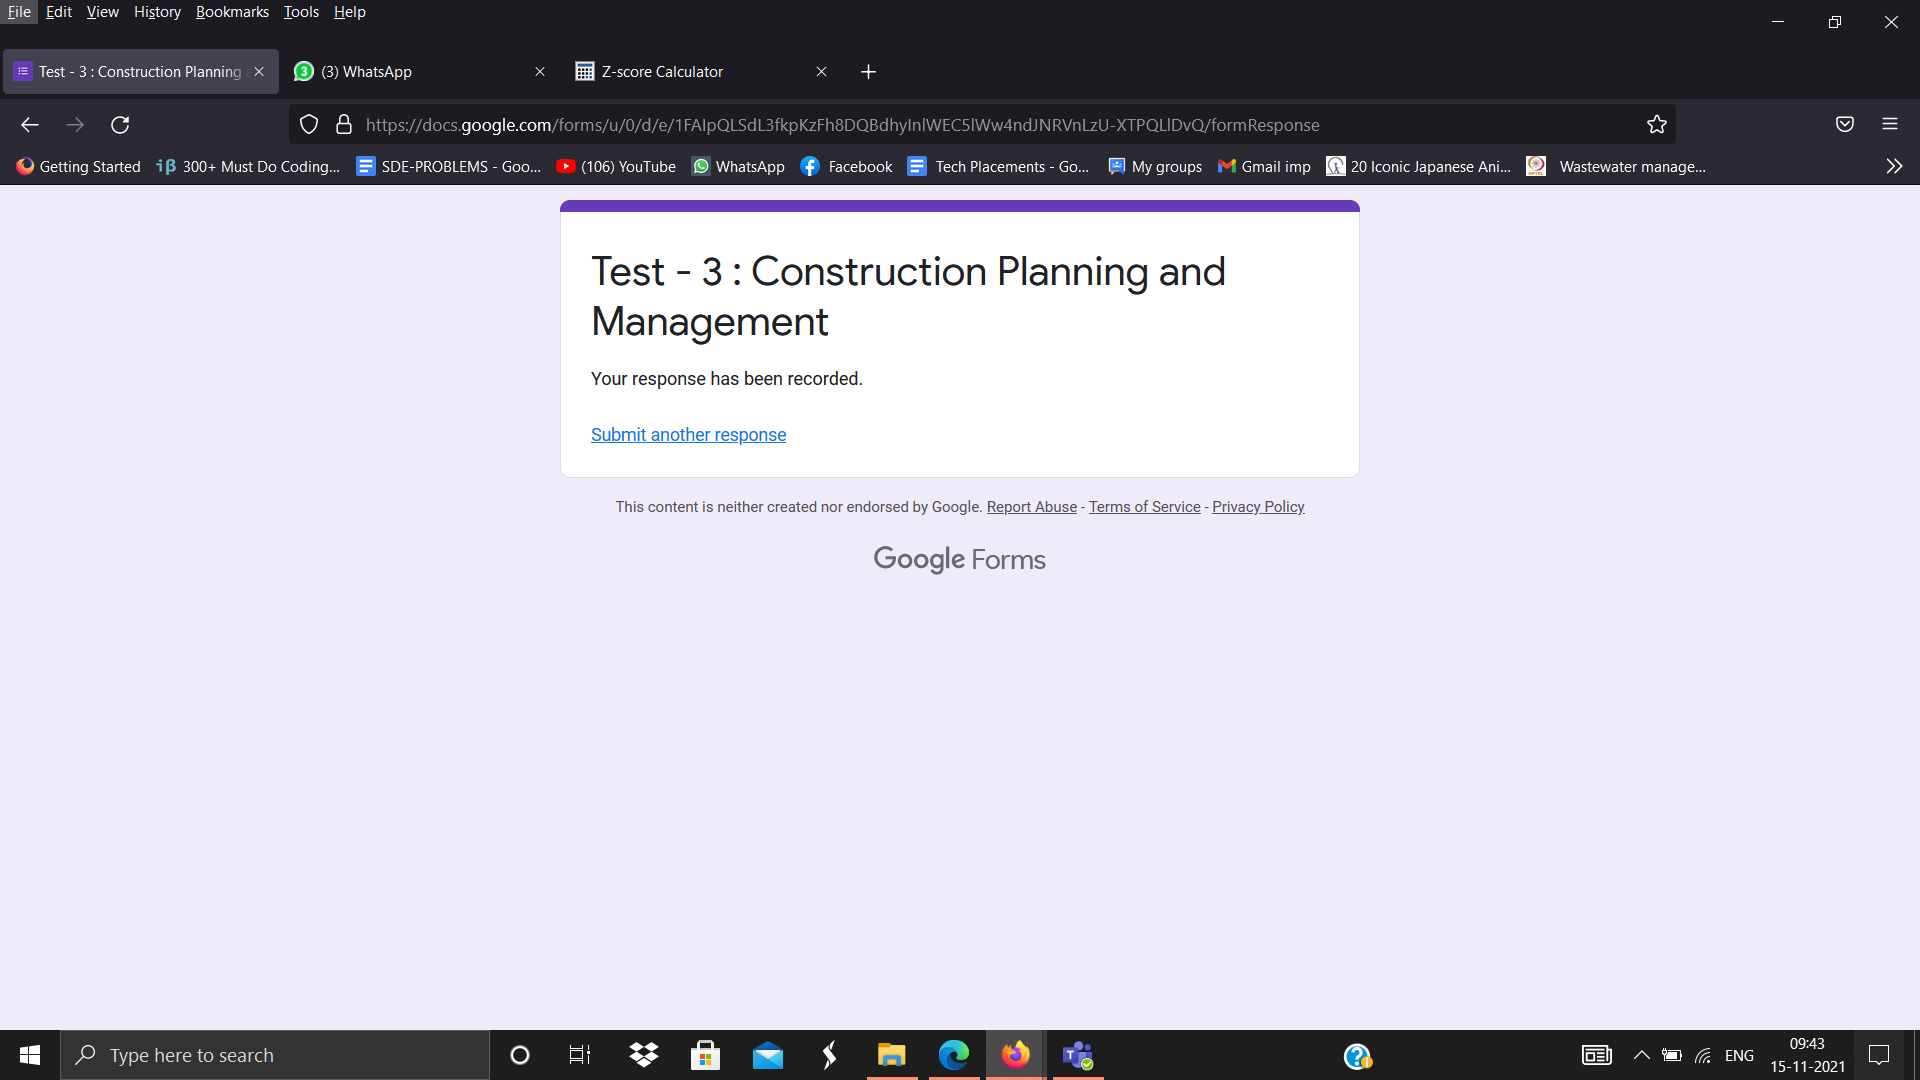 File Edit View History Bookmarks Tools Help
Test - 3 : Construction Planning a
3 (3) WhatsApp
Z-score Calculator
https://docs.google.com/forms/u/0/d/e/1FAIpQLSdL3fkpKzFh8DQBdhyInlWEC5lWw4ndJNRVnLzU-XTPQLlDvQ/formResponse
Getting Started iβ 300+ Must Do Coding... SDE-PROBLEMS - Goo... (106) YouTube WhatsApp Facebook Tech Placements - Go... My groups Gmail imp 20 Iconic Japanese Ani... Wastewater manage...
Test - 3 : Construction Planning and
Management
Your response has been recorded.
Submit another response
This content is neither created nor endorsed by Google. Report Abuse - Terms of Service - Privacy Policy
Google Forms
Type here to search
ENG
09:43
15-11-2021